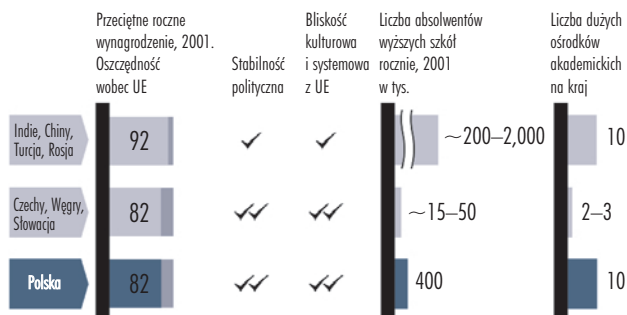 Przeciętne roczne
wynagrodzenie, 2001.
Oszczędność
wobec UE
Stabilność
polityczna
Bliskość
kulturowa
i systemowa
z UE
Liczba absolwentów
wyższych szkół
rocznie, 2001
w tys.
Liczba dużych
ośrodków
akademickich
na kraj
Indie, Chiny,
Turcja, Rosja
92
~200–2,000
10
Czechy, Węgry,
Słowacja
82
~15–50
2–3
Polska
82
400
10